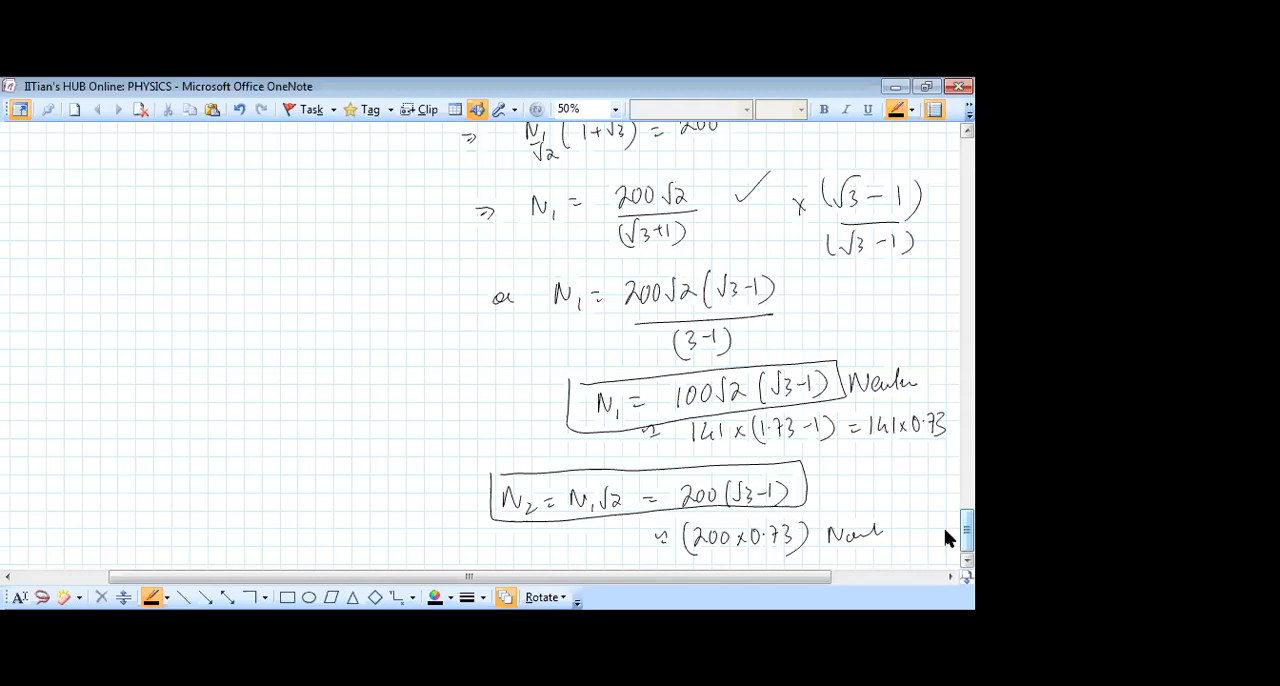 IITian's HUB Online: PHYSICS - Microsoft Office OneNote
Task Tag Clip 50% B I U
⇒ N₁/√2 (1+√3) = 200
⇒ N₁ = 200√2/(√3+1) ✓ × (√3-1)/(√3-1)
or N₁ = 200√2(√3-1)/(3-1)
N₁ = 100√2 (√3-1) Newton
≈ 141 × (1.73-1) = 141×0.73
N₂ = N₁√2 = 200(√3-1)
≈ (200×0.73) Newt
Rotate